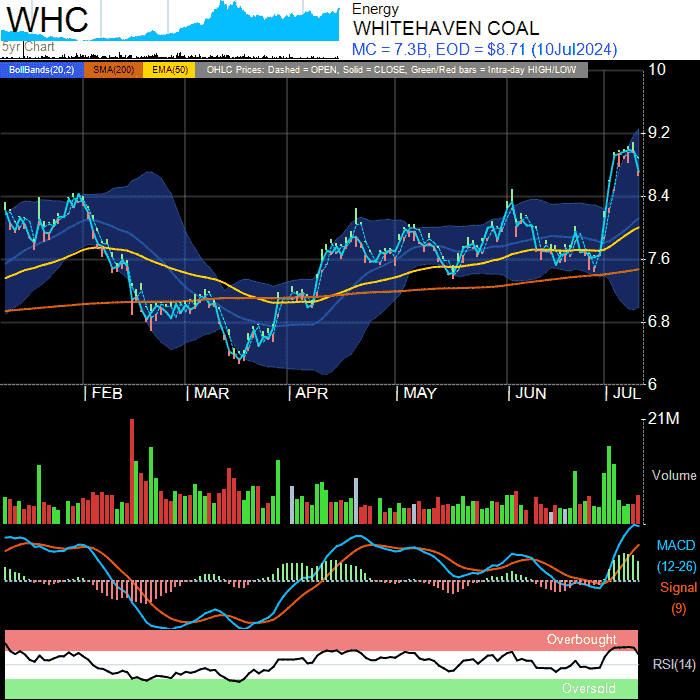 WHC
Energy
WHITEHAVEN COAL
5yr Chart
MC = 7.3B, EOD = $8.71 (10Jul2024)
BollBands(20,2) SMA(200) EMA(50) OHLC Prices: Dashed = OPEN, Solid = CLOSE, Green/Red bars = Intra-day HIGH/LOW
10
9.2
8.4
7.6
6.8
6
FEB MAR APR MAY JUN JUL
21M
Volume
MACD
(12-26)
Signal
(9)
Overbought
RSI(14)
Oversold